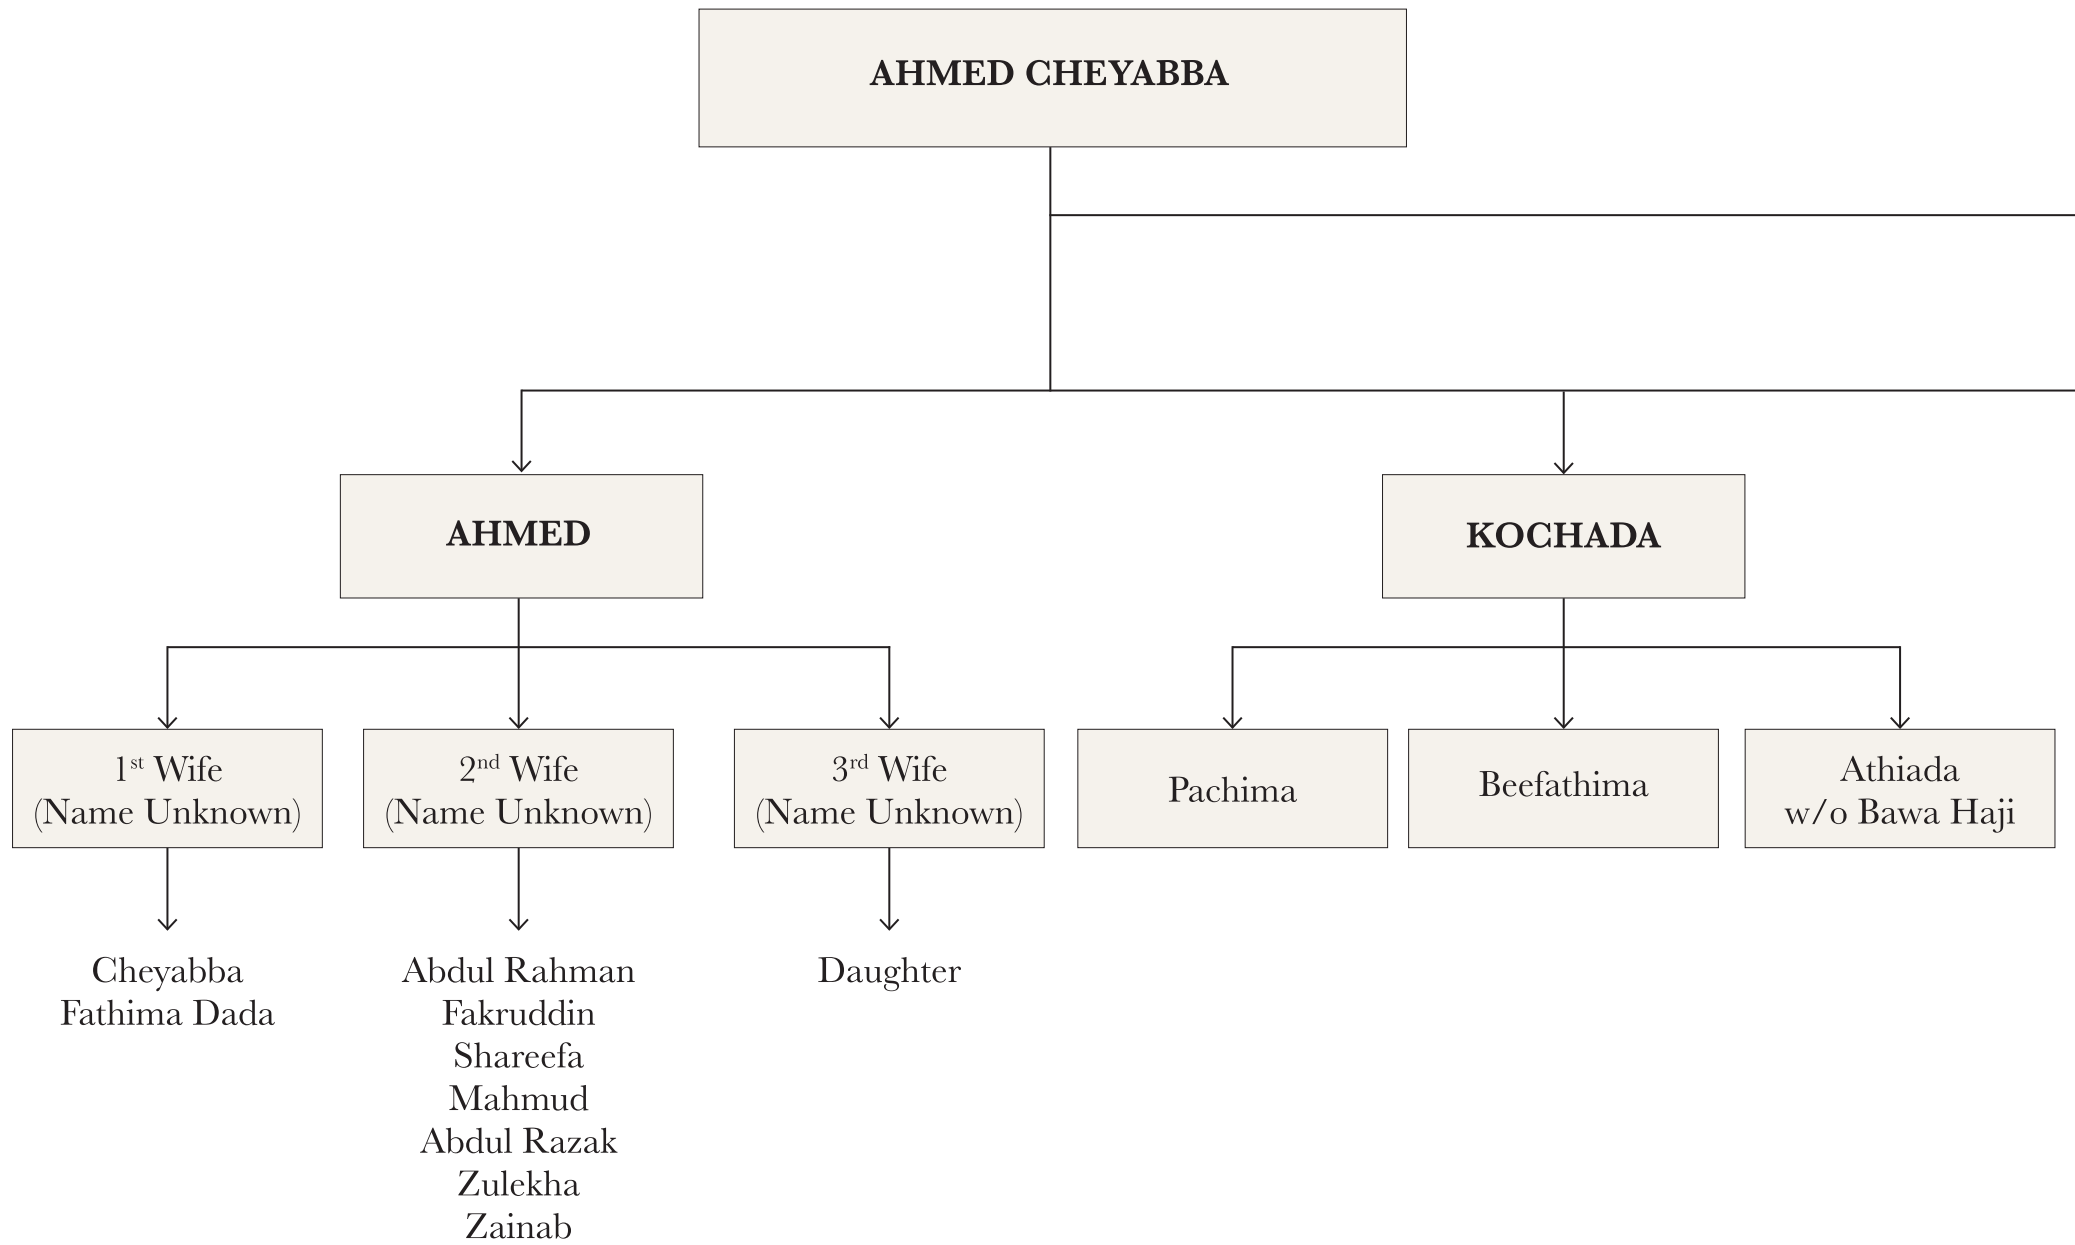 AHMED CHEYABBA
AHMED
KOCHADA
1st Wife
(Name Unknown)
2nd Wife
(Name Unknown)
3rd Wife
(Name Unknown)
Pachima
Beefathima
Athiada
w/o Bawa Haji
Cheyabba
Fathima Dada
Abdul Rahman
Fakruddin
Shareefa
Mahmud
Abdul Razak
Zulekha
Zainab
Daughter